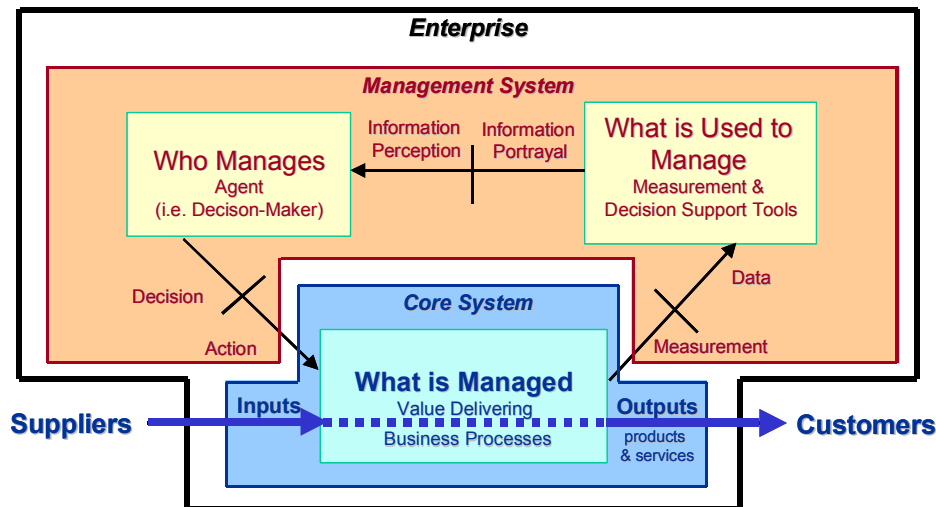 Enterprise
Management System
Who Manages
Agent
(i.e. Decison-Maker)
Information
Perception
Information
Portrayal
What is Used to
Manage
Measurement &
Decision Support Tools
Decision
Action
Data
Measurement
Core System
What is Managed
Value Delivering
Business Processes
Suppliers
Inputs
Outputs
products
& services
Customers